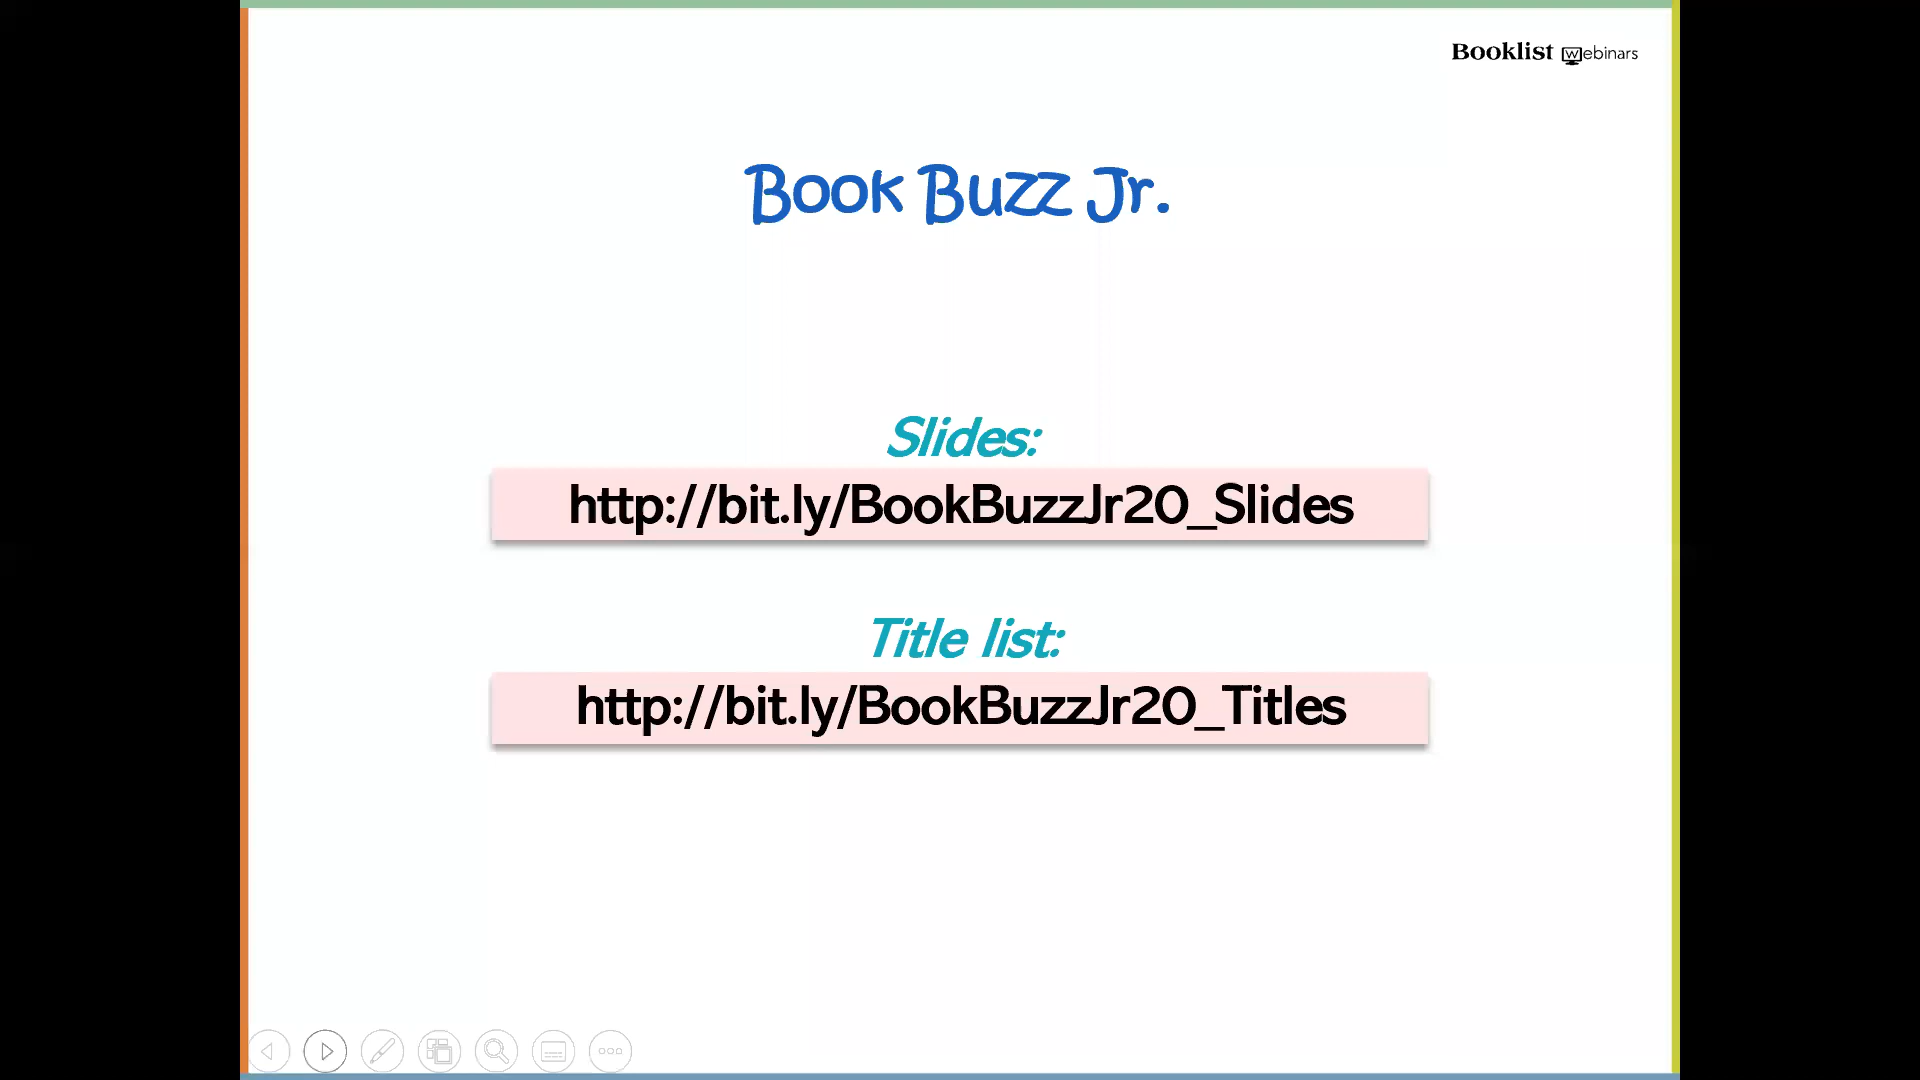 Booklist Webinars
Book Buzz Jr.
Slides:
http://bit.ly/BookBuzzJr20_Slides
Title list:
http://bit.ly/BookBuzzJr20_Titles